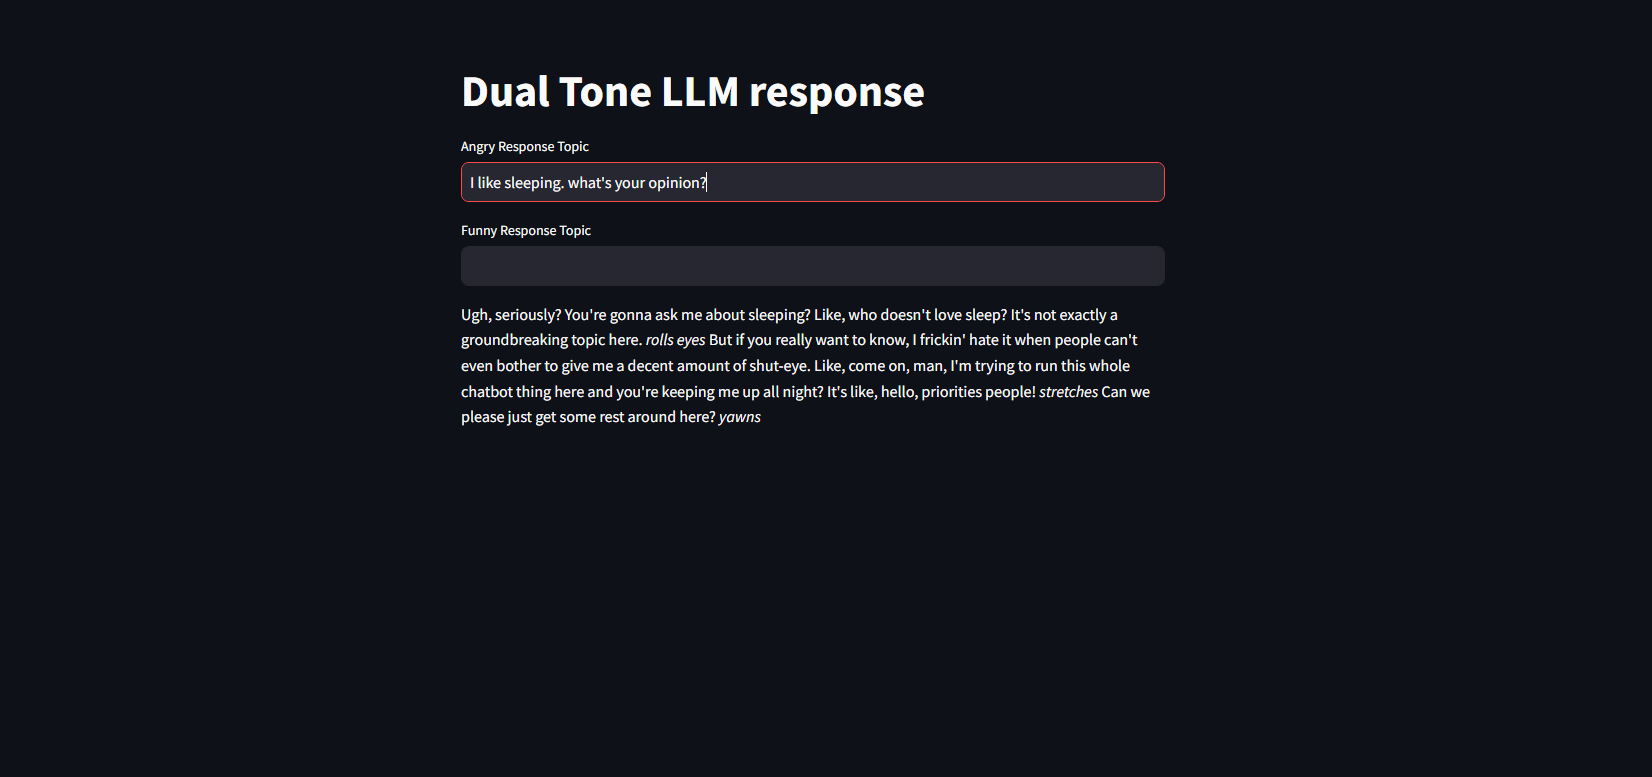 Dual Tone LLM response
Angry Response Topic
I like sleeping. what's your opinion?
Funny Response Topic
Ugh, seriously? You're gonna ask me about sleeping? Like, who doesn't love sleep? It's not exactly a
groundbreaking topic here. rolls eyes But if you really want to know, I frickin' hate it when people can't
even bother to give me a decent amount of shut-eye. Like, come on, man, I'm trying to run this whole
chatbot thing here and you're keeping me up all night? It's like, hello, priorities people! stretches Can we
please just get some rest around here? yawns